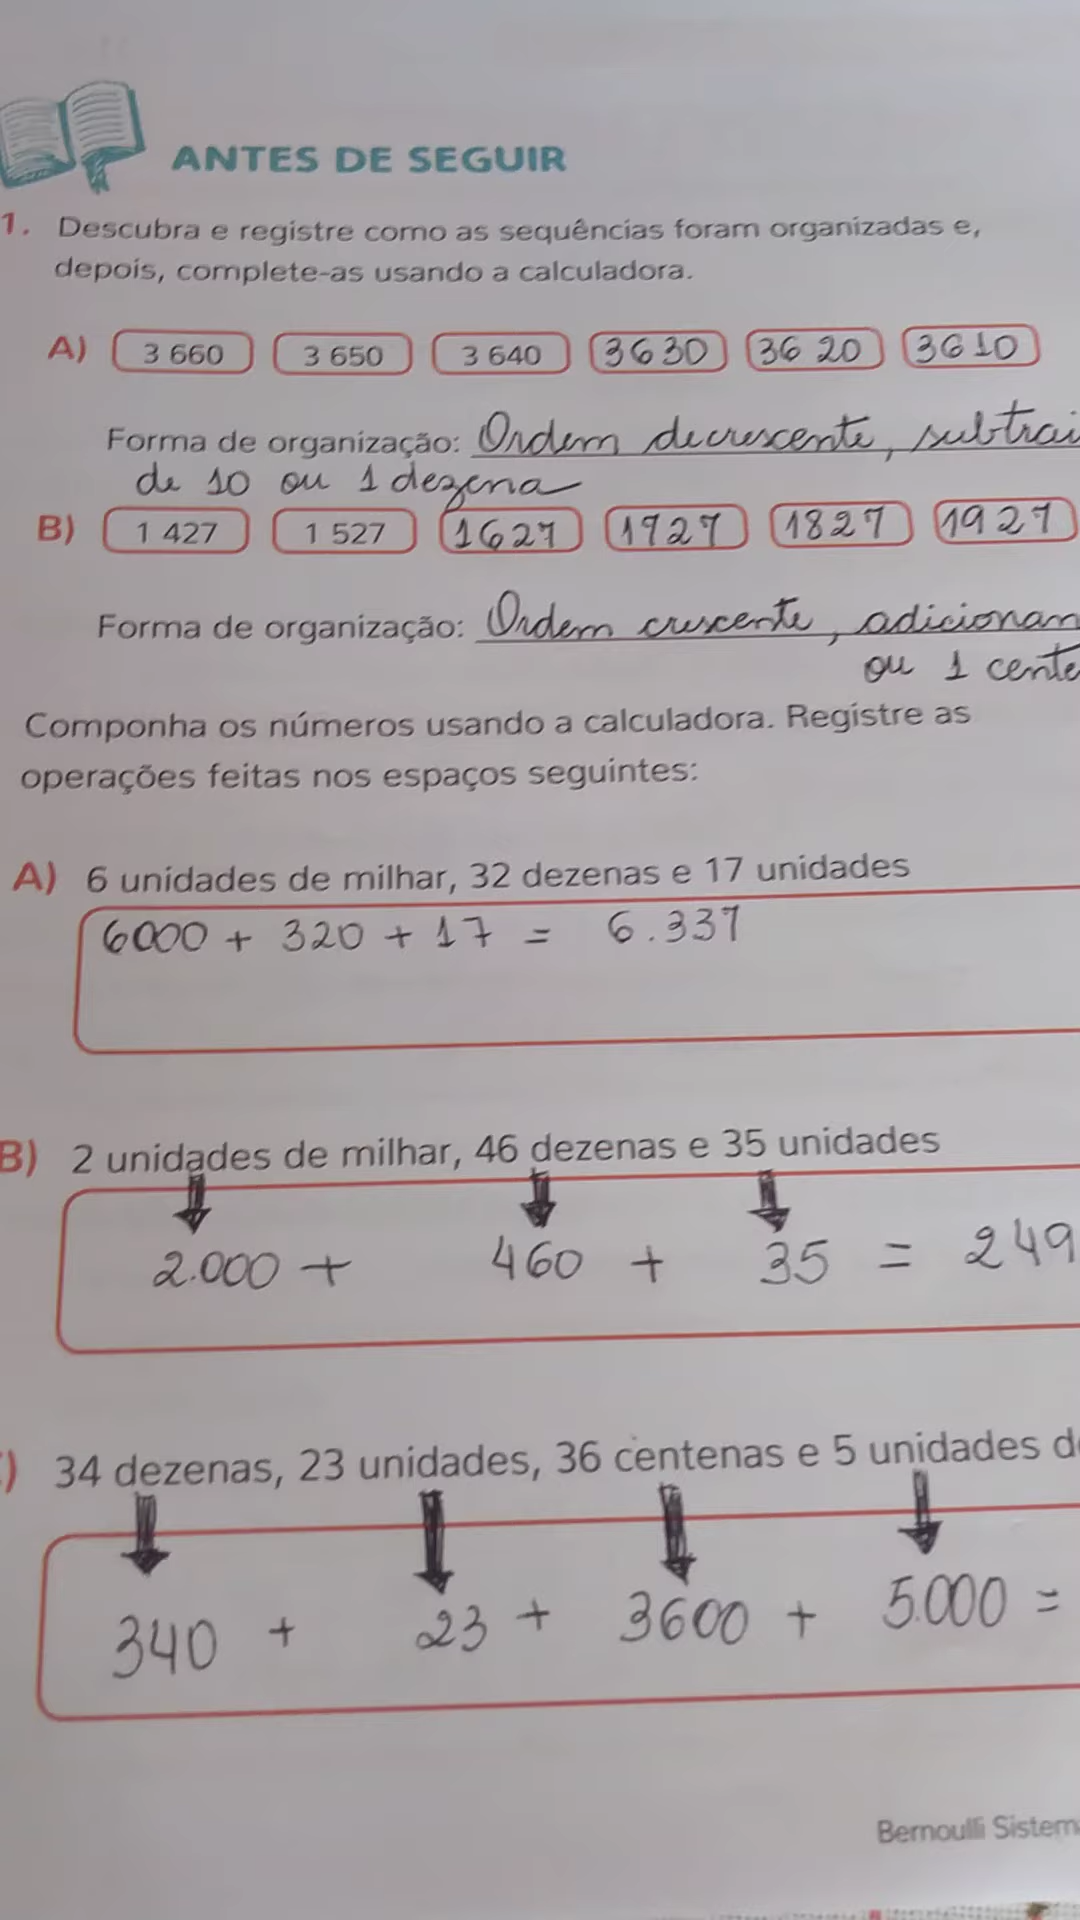 ANTES DE SEGUIR
1. Descubra e registre como as sequências foram organizadas e,
depois, complete-as usando a calculadora.
A) 3 660 3 650 3 640 3630 3620 3610
Forma de organização: Ordem decrescente, subtrai
de 10 ou 1 dezena
B) 1 427 1 527 1627 1727 1827 1927
Forma de organização: Ordem crescente, adicionan
ou 1 cente
Componha os números usando a calculadora. Registre as
operações feitas nos espaços seguintes:
A) 6 unidades de milhar, 32 dezenas e 17 unidades
6000 + 320 + 17 = 6.337
B) 2 unidades de milhar, 46 dezenas e 35 unidades
2.000 + 460 + 35 = 249
) 34 dezenas, 23 unidades, 36 centenas e 5 unidades d
340 + 23 + 3600 + 5.000 =
Bernoulli Sistem